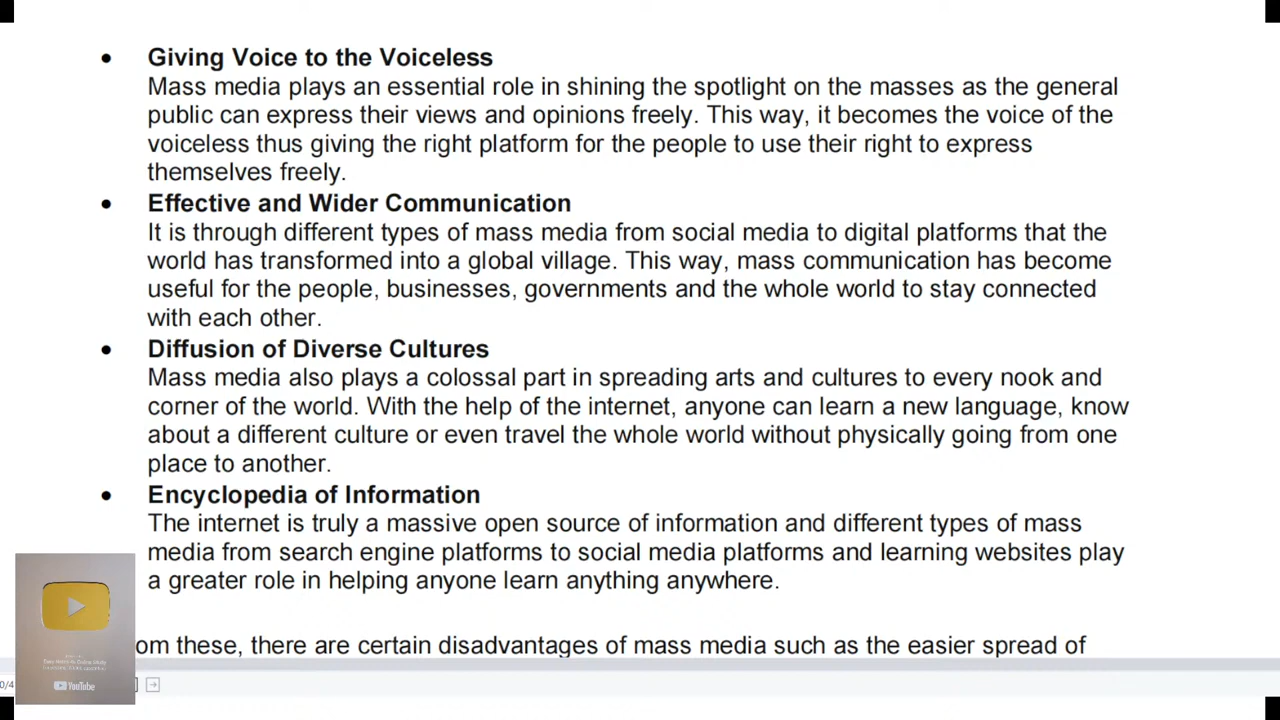 Giving Voice to the Voiceless
Mass media plays an essential role in shining the spotlight on the masses as the general
public can express their views and opinions freely. This way, it becomes the voice of the
voiceless thus giving the right platform for the people to use their right to express
themselves freely.
Effective and Wider Communication
It is through different types of mass media from social media to digital platforms that the
world has transformed into a global village. This way, mass communication has become
useful for the people, businesses, governments and the whole world to stay connected
with each other.
Diffusion of Diverse Cultures
Mass media also plays a colossal part in spreading arts and cultures to every nook and
corner of the world. With the help of the internet, anyone can learn a new language, know
about a different culture or even travel the whole world without physically going from one
place to another.
Encyclopedia of Information
The internet is truly a massive open source of information and different types of mass
media from search engine platforms to social media platforms and learning websites play
a greater role in helping anyone learn anything anywhere.
om these, there are certain disadvantages of mass media such as the easier spread of
YouTube
0/4